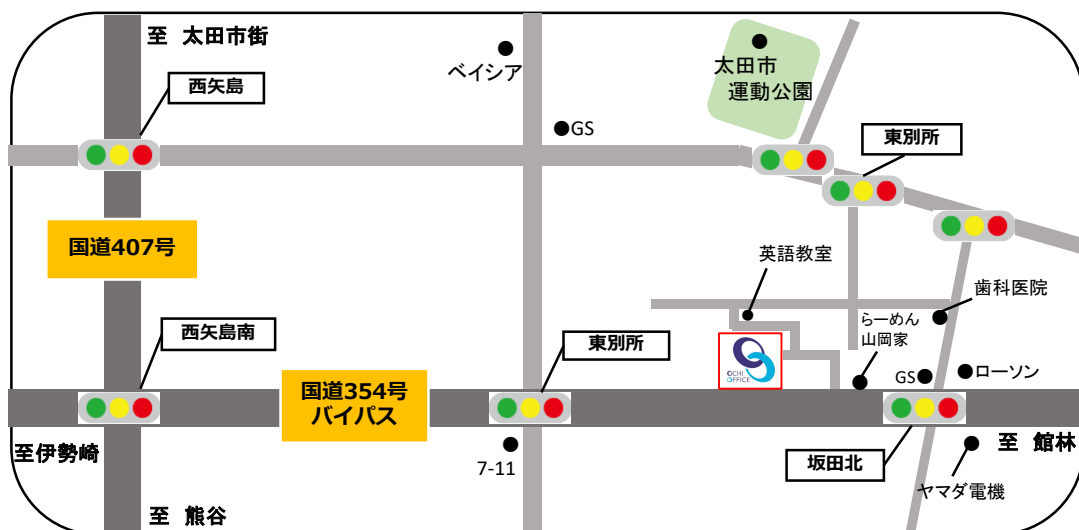 至 太田市街
西矢島
ベイシア
GS
太田市
運動公園
東別所
国道407号
英語教室
歯科医院
西矢島南
東別所
らーめん
山岡家
OCHI
OFFICE
国道354号
バイパス
GS
ローソン
至伊勢崎
7-11
坂田北
至 館林
ヤマダ電機
至 熊谷